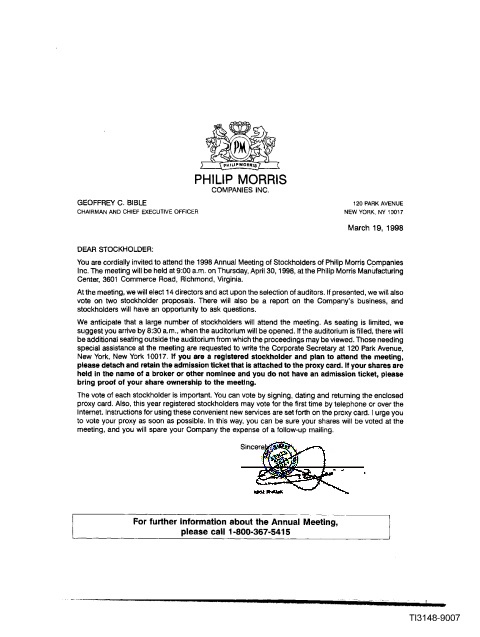 PM
PHILIP MORRIS
PHILIP MORRIS
COMPANIES INC.
GEOFFREY C. BIBLE
CHAIRMAN AND CHIEF EXECUTIVE OFFICER
120 PARK AVENUE
NEW YORK, NY 10017
March 19, 1998
DEAR STOCKHOLDER:
You are cordially invited to attend the 1998 Annual Meeting of Stockholders of Philip Morris Companies
Inc. The meeting will be held at 9:00 a.m. on Thursday, April 30, 1998, at the Philip Morris Manufacturing
Center, 3601 Commerce Road, Richmond, Virginia.
At the meeting, we will elect 14 directors and act upon the selection of auditors. If presented, we will also
vote on two stockholder proposals. There will also be a report on the Company's business, and
stockholders will have an opportunity to ask questions.
We anticipate that a large number of stockholders will attend the meeting. As seating is limited, we
suggest you arrive by 8:30 a.m., when the auditorium will be opened. If the auditorium is filled, there will
be additional seating outside the auditorium from which the proceedings may be viewed. Those needing
special assistance at the meeting are requested to write the Corporate Secretary at 120 Park Avenue,
New York, New York 10017. If you are a registered stockholder and plan to attend the meeting,
please detach and retain the admission ticket that is attached to the proxy card. If your shares are
held in the name of a broker or other nominee and you do not have an admission ticket, please
bring proof of your share ownership to the meeting.
The vote of each stockholder is important. You can vote by signing, dating and returning the enclosed
proxy card. Also, this year registered stockholders may vote for the first time by telephone or over the
Internet. Instructions for using these convenient new services are set forth on the proxy card. I urge you
to vote your proxy as soon as possible. In this way, you can be sure your shares will be voted at the
meeting, and you will spare your Company the expense of a follow-up mailing.
For further information about the Annual Meeting,
please call 1-800-367-5415
TI3148-9007